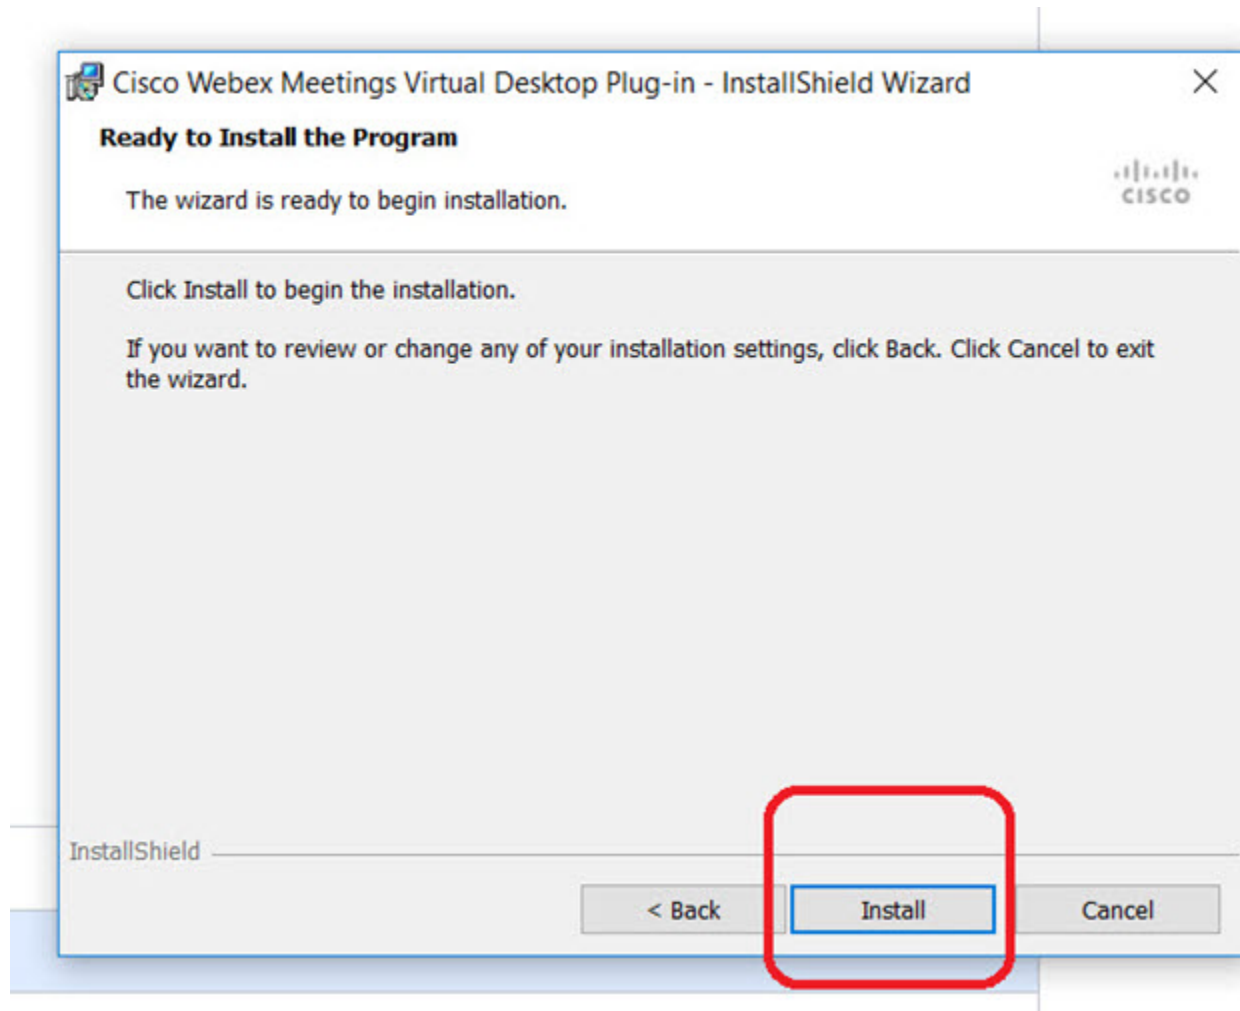 Cisco Webex Meetings Virtual Desktop Plug-in - InstallShield Wizard
Ready to Install the Program
The wizard is ready to begin installation.
CISCO
Click Install to begin the installation.
If you want to review or change any of your installation settings, click Back. Click Cancel to exit
the wizard.
InstallShield
< Back Install Cancel